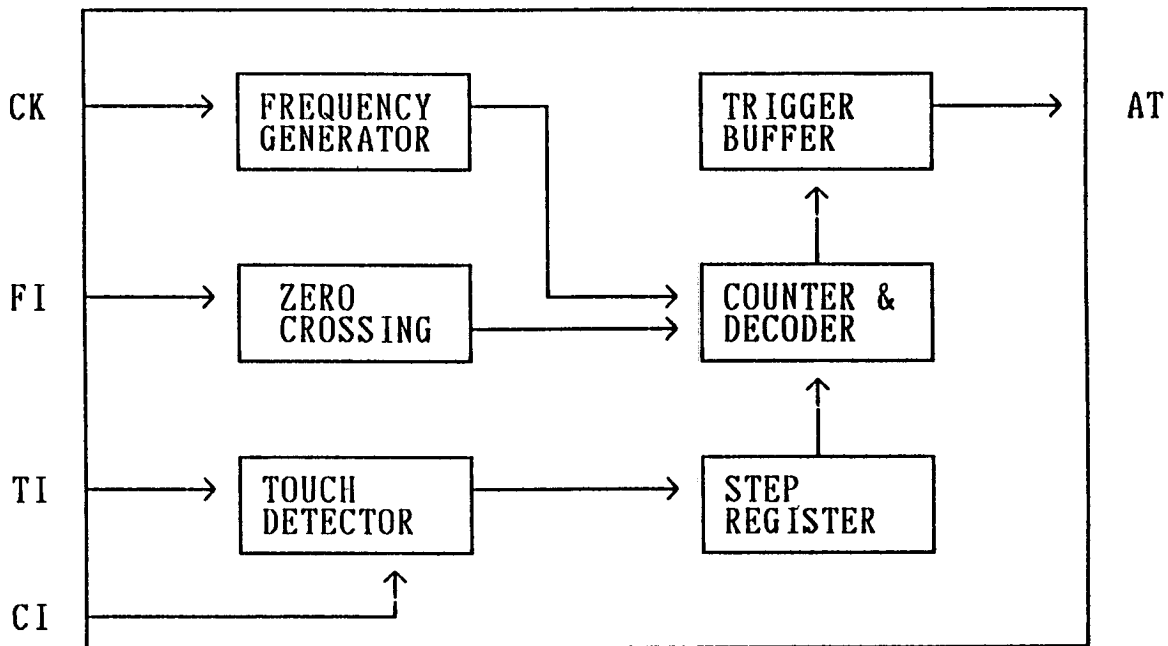 CK
FREQUENCY
GENERATOR
TRIGGER
BUFFER
AT
FI
ZERO
CROSSING
COUNTER &
DECODER
TI
TOUCH
DETECTOR
STEP
REGISTER
CI